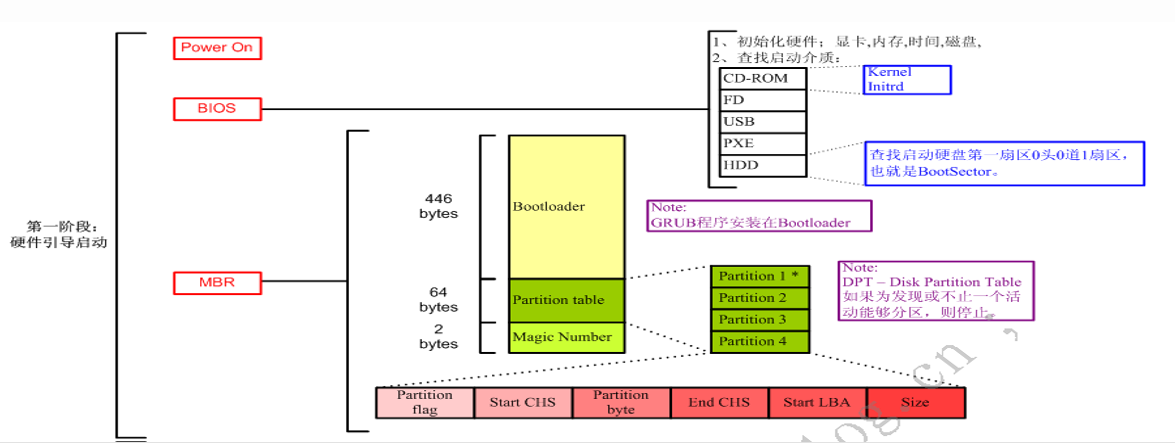 Power On
BIOS
1、初始化硬件；显卡,内存,时间,磁盘,
2、查找启动介质：
CD-ROM
FD
USB
PXE
HDD
Kernel
Initrd
查找启动硬盘第一扇区0头0道1扇区，
也就是BootSector。
第一阶段：
硬件引导启动
MBR
446
bytes
Bootloader
Note:
GRUB程序安装在Bootloader
64
bytes
Partition table
2
bytes
Magic Number
Partition 1 *
Partition 2
Partition 3
Partition 4
Note:
DPT – Disk Partition Table
如果为发现或不止一个活
动能够分区，则停止。
Partition
flag
Start CHS
Partition
byte
End CHS
Start LBA
Size